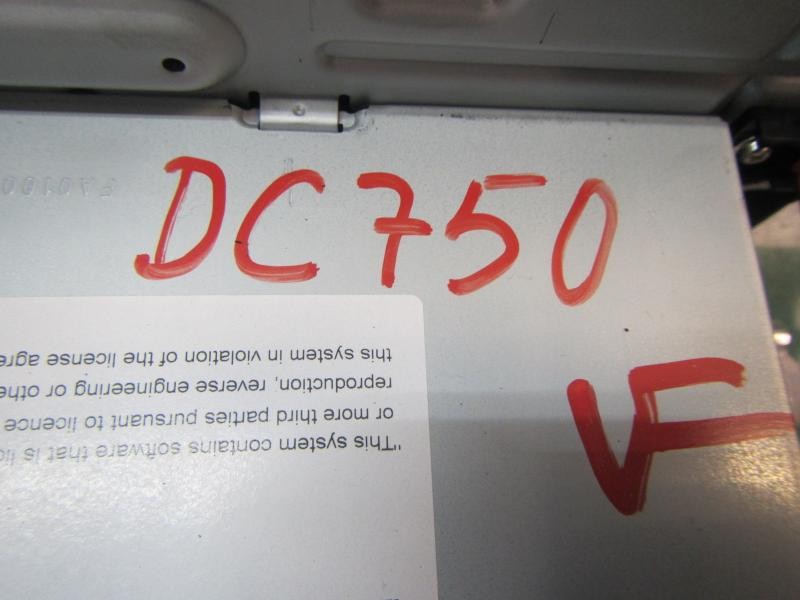 DC750
VF
"This system contains software that is lic
or more third parties pursuant to licence
reproduction, reverse engineering or othe
this system in violation of the license agre